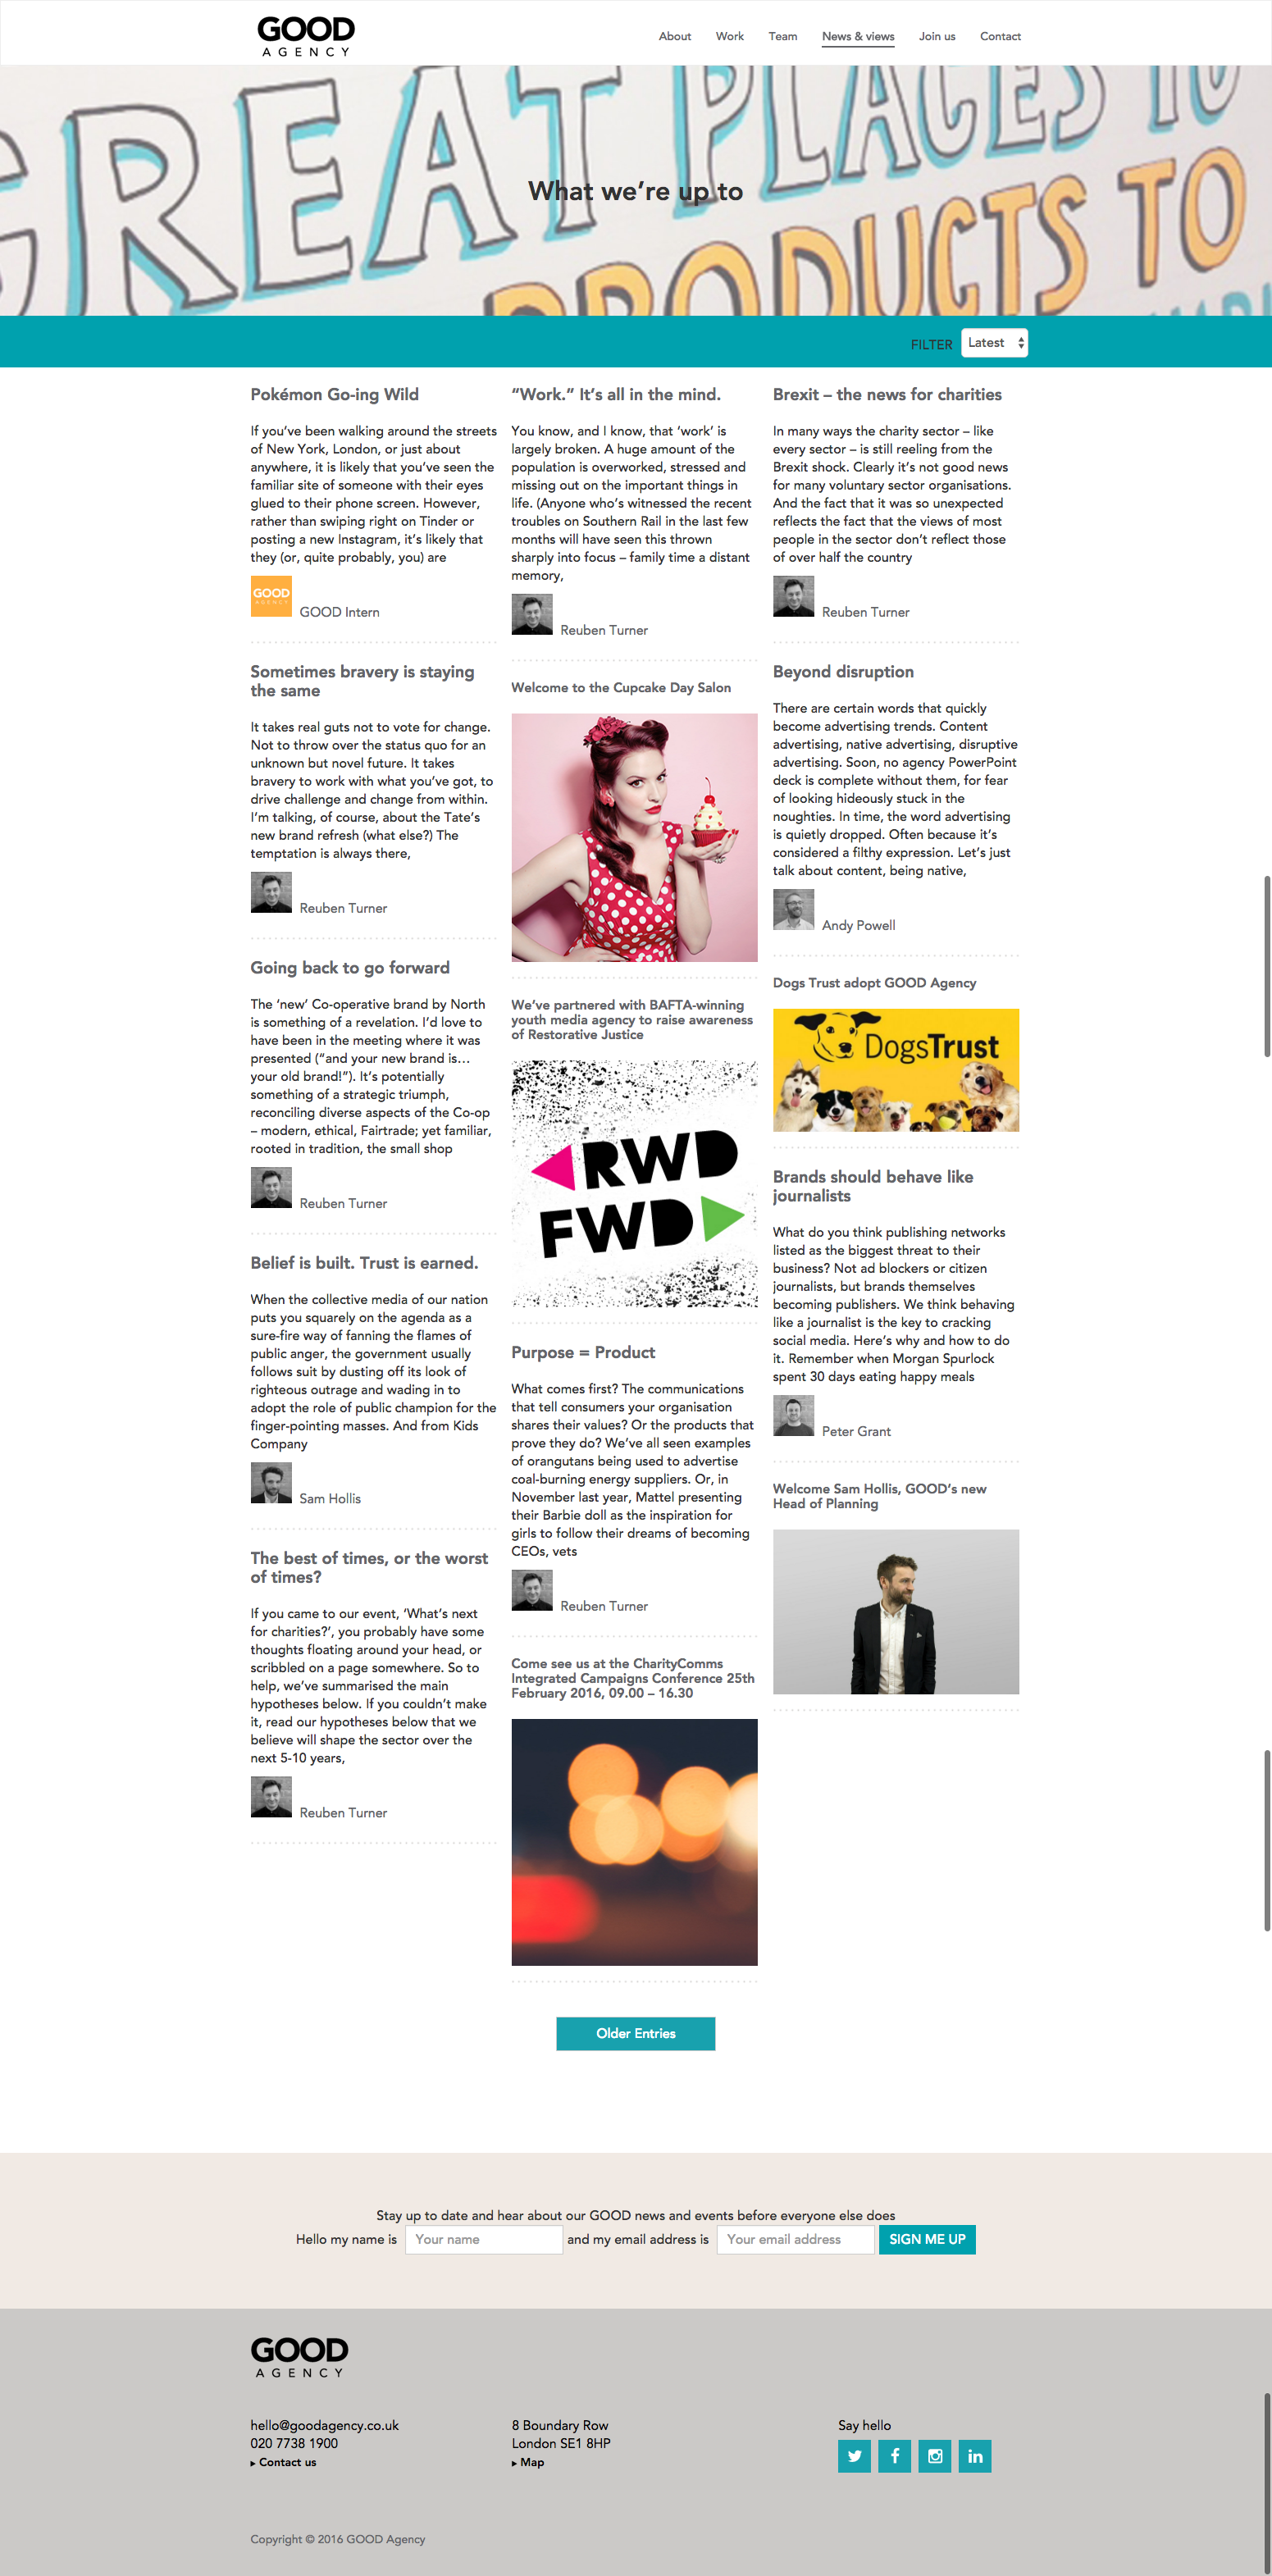 GOOD
AGENCY
About
Work
Team
News & views
Join us
Contact
GREAT PLACES TO
PRODUCTS TO
What we're up to
FILTER
Latest
Pokémon Go-ing Wild
If you've been walking around the streets
of New York, London, or just about
anywhere, it is likely that you've seen the
familiar site of someone with their eyes
glued to their phone screen. However,
rather than swiping right on Tinder or
posting a new Instagram, it's likely that
they (or, quite probably, you) are
GOOD
AGENCY
GOOD Intern
Sometimes bravery is staying
the same
It takes real guts not to vote for change.
Not to throw over the status quo for an
unknown but novel future. It takes
bravery to work with what you've got, to
drive challenge and change from within.
I'm talking, of course, about the Tate's
new brand refresh (what else?) The
temptation is always there,
Reuben Turner
Going back to go forward
The 'new' Co-operative brand by North
is something of a revelation. I'd love to
have been in the meeting where it was
presented ("and your new brand is…
your old brand!"). It's potentially
something of a strategic triumph,
reconciling diverse aspects of the Co-op
– modern, ethical, Fairtrade; yet familiar,
rooted in tradition, the small shop
Reuben Turner
Belief is built. Trust is earned.
When the collective media of our nation
puts you squarely on the agenda as a
sure-fire way of fanning the flames of
public anger, the government usually
follows suit by dusting off its look of
righteous outrage and wading in to
adopt the role of public champion for the
finger-pointing masses. And from Kids
Company
Sam Hollis
The best of times, or the worst
of times?
If you came to our event, 'What's next
for charities?', you probably have some
thoughts floating around your head, or
scribbled on a page somewhere. So to
help, we've summarised the main
hypotheses below. If you couldn't make
it, read our hypotheses below that we
believe will shape the sector over the
next 5-10 years,
Reuben Turner
"Work." It's all in the mind.
You know, and I know, that 'work' is
largely broken. A huge amount of the
population is overworked, stressed and
missing out on the important things in
life. (Anyone who's witnessed the recent
troubles on Southern Rail in the last few
months will have seen this thrown
sharply into focus – family time a distant
memory,
Reuben Turner
Welcome to the Cupcake Day Salon
We've partnered with BAFTA-winning
youth media agency to raise awareness
of Restorative Justice
RWD
FWD
Purpose = Product
What comes first? The communications
that tell consumers your organisation
shares their values? Or the products that
prove they do? We've all seen examples
of orangutans being used to advertise
coal-burning energy suppliers. Or, in
November last year, Mattel presenting
their Barbie doll as the inspiration for
girls to follow their dreams of becoming
CEOs, vets
Reuben Turner
Come see us at the CharityComms
Integrated Campaigns Conference 25th
February 2016, 09.00 – 16.30
Brexit – the news for charities
In many ways the charity sector – like
every sector – is still reeling from the
Brexit shock. Clearly it's not good news
for many voluntary sector organisations.
And the fact that it was so unexpected
reflects the fact that the views of most
people in the sector don't reflect those
of over half the country
Reuben Turner
Beyond disruption
There are certain words that quickly
become advertising trends. Content
advertising, native advertising, disruptive
advertising. Soon, no agency PowerPoint
deck is complete without them, for fear
of looking hideously stuck in the
noughties. In time, the word advertising
is quietly dropped. Often because it's
considered a filthy expression. Let's just
talk about content, being native,
Andy Powell
Dogs Trust adopt GOOD Agency
DogsTrust
Brands should behave like
journalists
What do you think publishing networks
listed as the biggest threat to their
business? Not ad blockers or citizen
journalists, but brands themselves
becoming publishers. We think behaving
like a journalist is the key to cracking
social media. Here's why and how to do
it. Remember when Morgan Spurlock
spent 30 days eating happy meals
Peter Grant
Welcome Sam Hollis, GOOD's new
Head of Planning
Older Entries
Stay up to date and hear about our GOOD news and events before everyone else does
Hello my name is Your name and my email address is Your email address SIGN ME UP
GOOD
AGENCY
hello@goodagency.co.uk
020 7738 1900
Contact us
8 Boundary Row
London SE1 8HP
Map
Say hello
Copyright © 2016 GOOD Agency